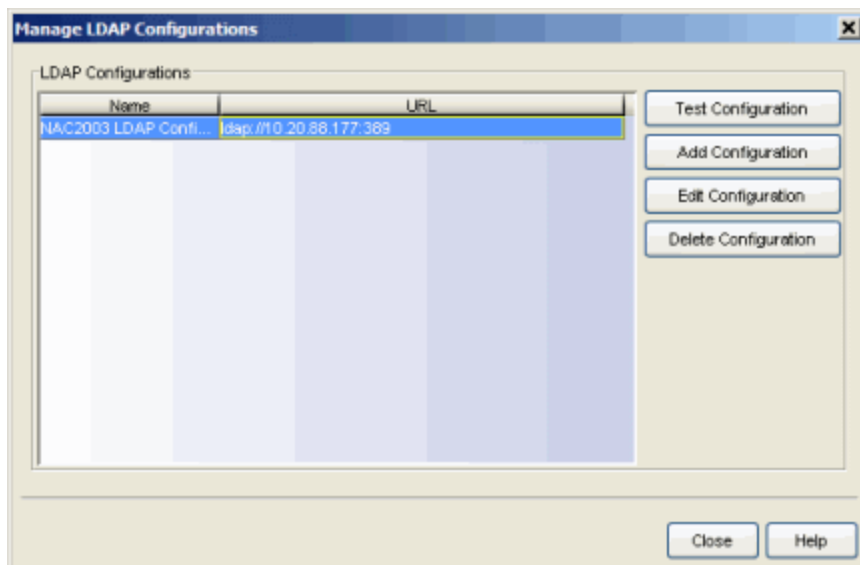 Manage LDAP Configurations
LDAP Configurations
Name URL
NAC2003 LDAP Confi... ldap://10.20.88.177:389
Test Configuration
Add Configuration
Edit Configuration
Delete Configuration
Close Help